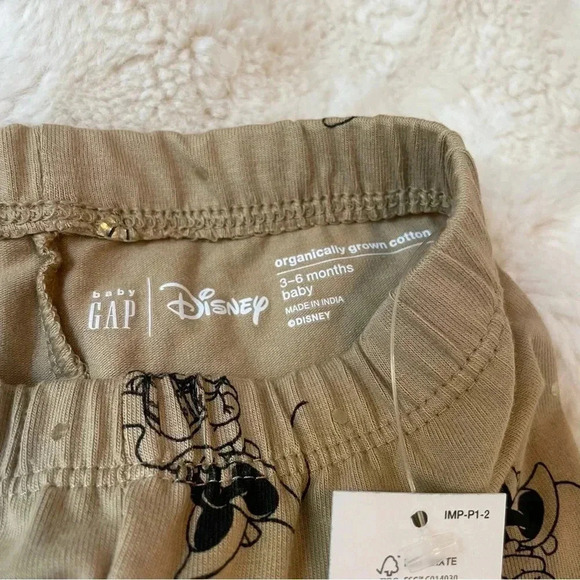 baby
GAP
Disney
organically grown cotton
3–6 months
baby
MADE IN INDIA
©DISNEY
IMP-P1-2